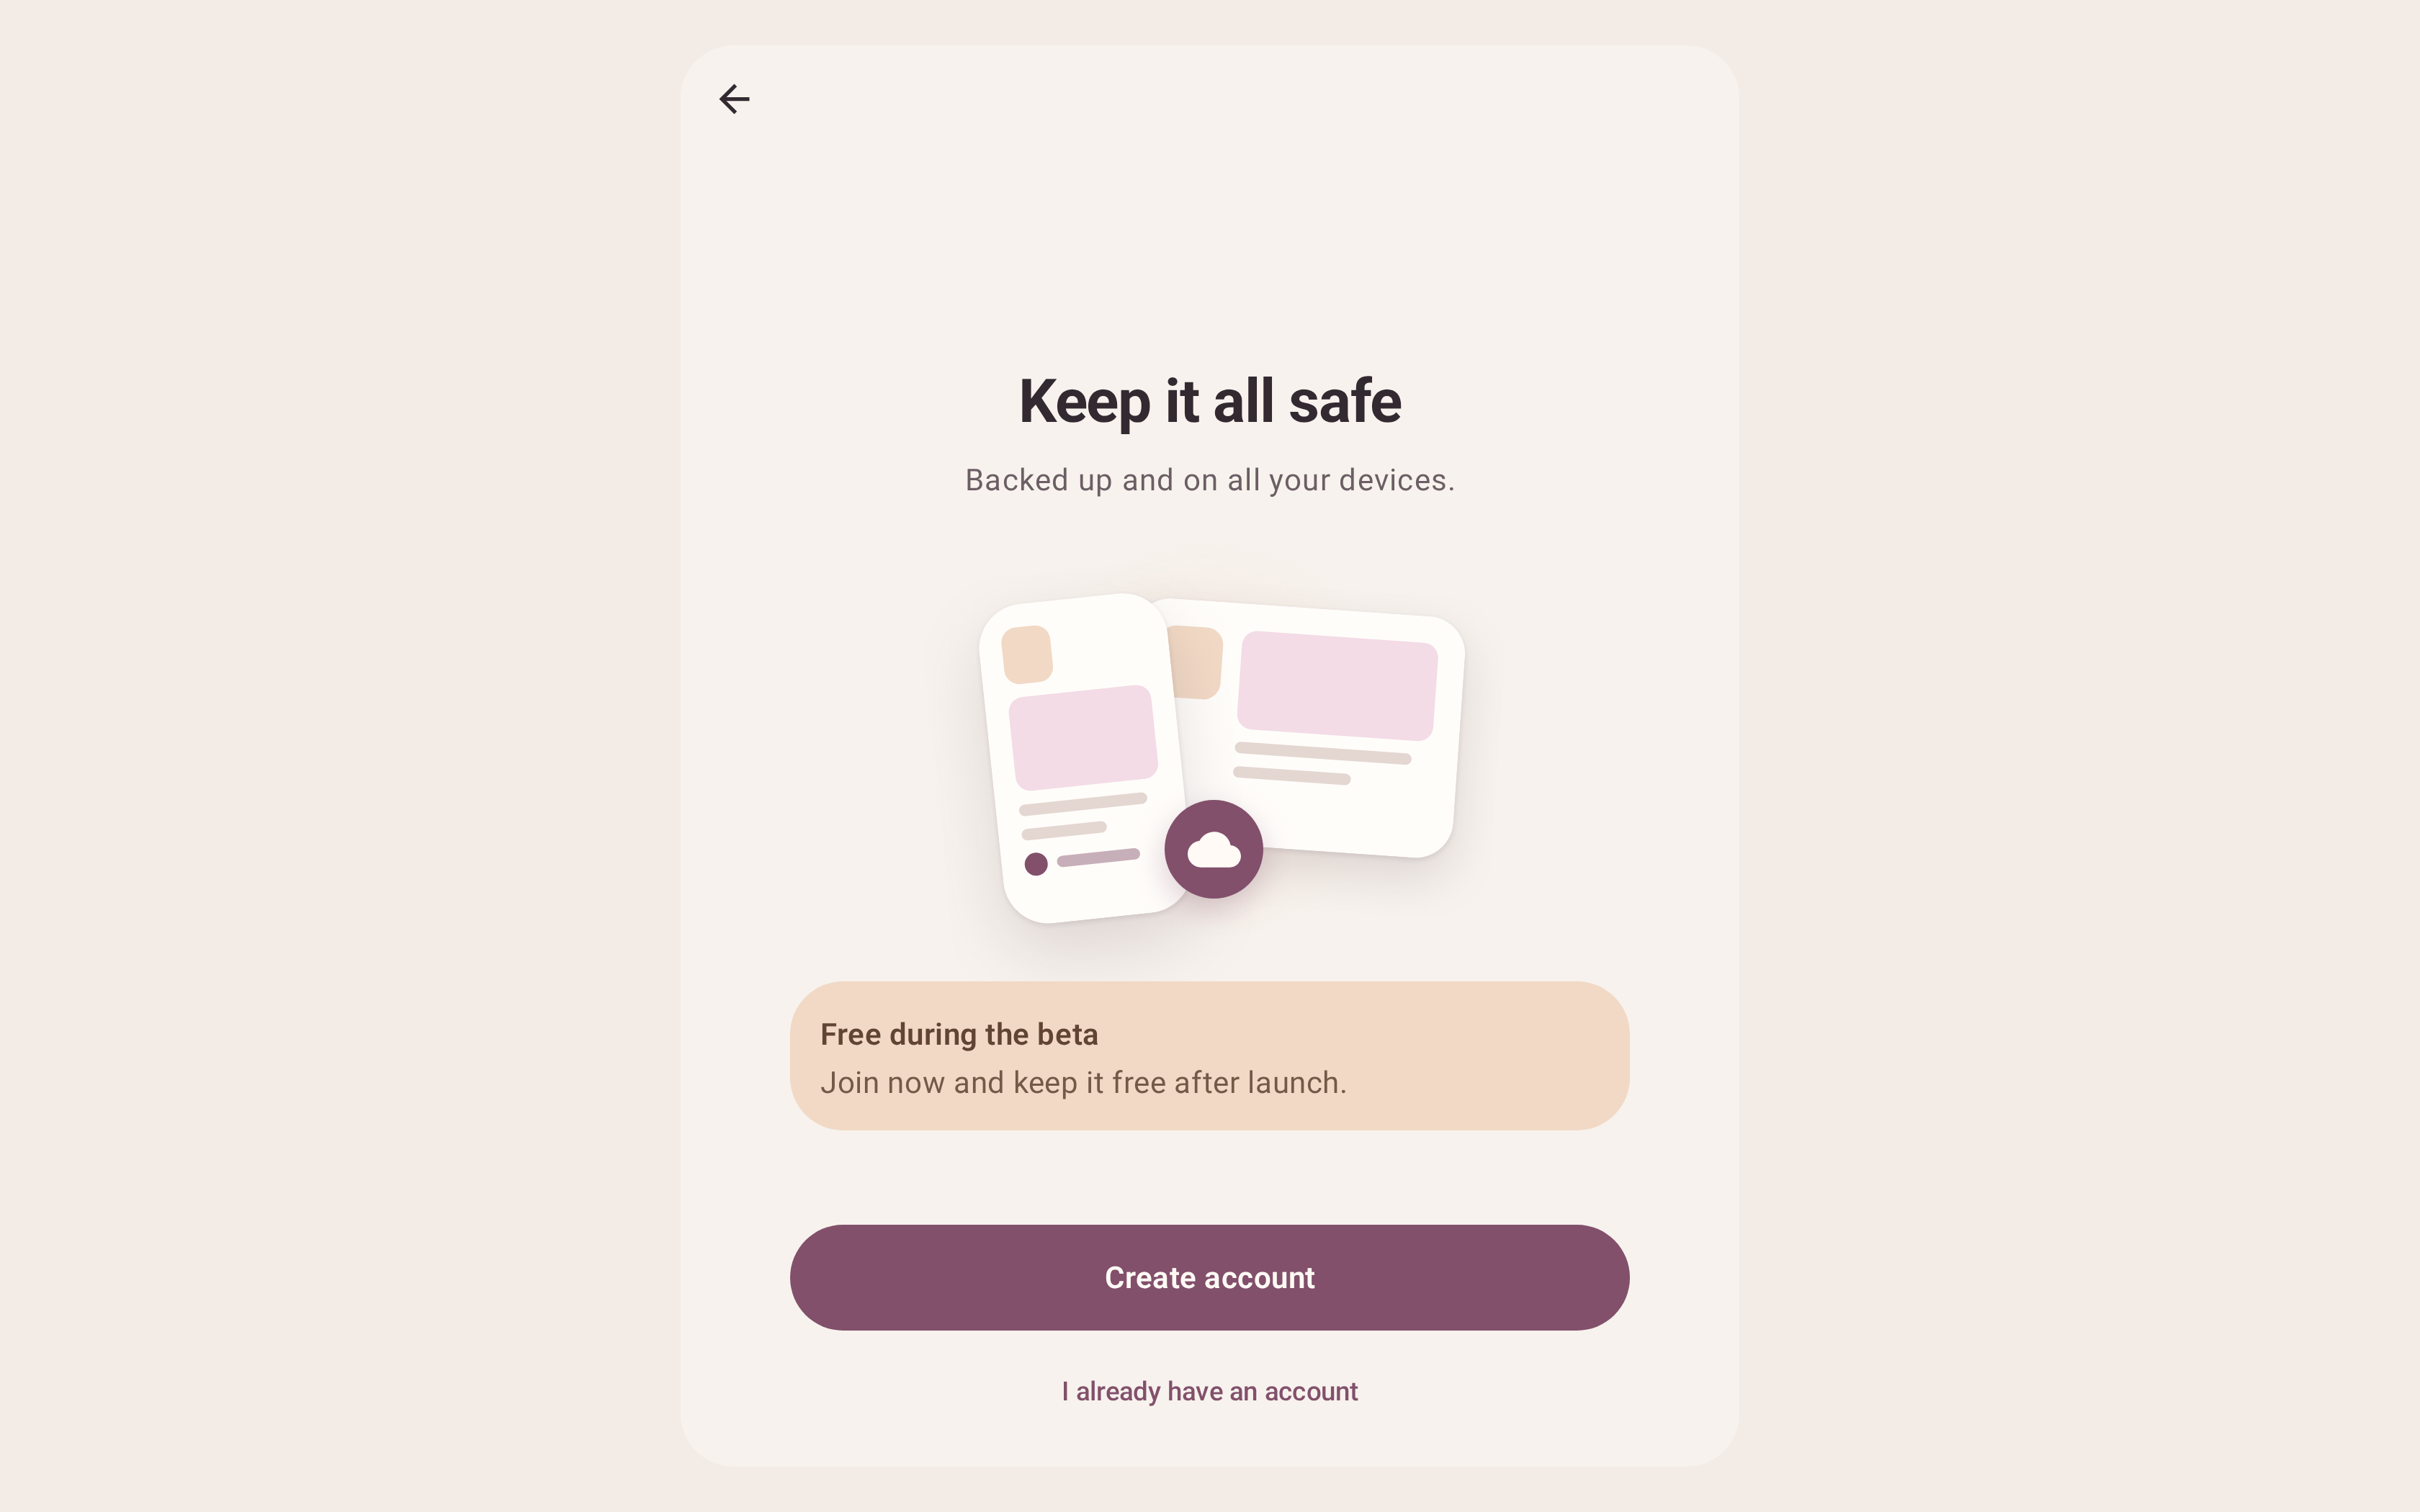 Keep it all safe
Backed up and on all your devices.
Free during the beta
Join now and keep it free after launch.
Create account
I already have an account